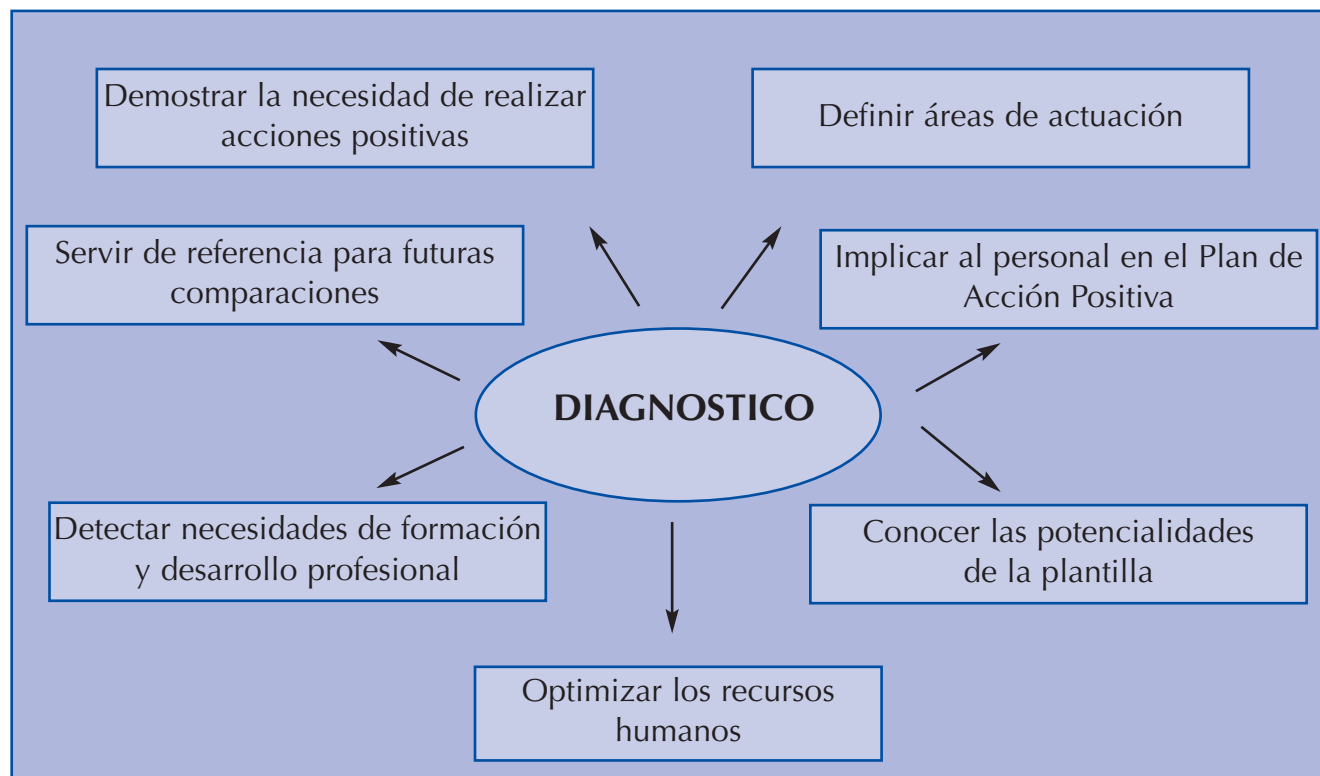 Demostrar la necesidad de realizar
acciones positivas
Definir áreas de actuación
Servir de referencia para futuras
comparaciones
Implicar al personal en el Plan de
Acción Positiva
DIAGNOSTICO
Detectar necesidades de formación
y desarrollo profesional
Conocer las potencialidades
de la plantilla
Optimizar los recursos
humanos